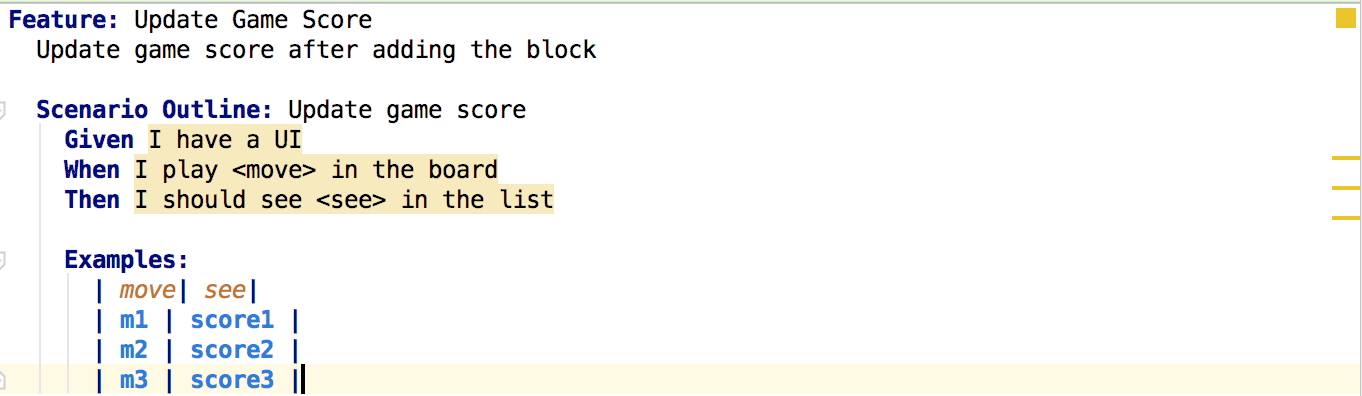 Feature: Update Game Score
Update game score after adding the block
Scenario Outline: Update game score
Given I have a UI
When I play <move> in the board
Then I should see <see> in the list
Examples:
| move| see|
| m1 | score1 |
| m2 | score2 |
| m3 | score3 |